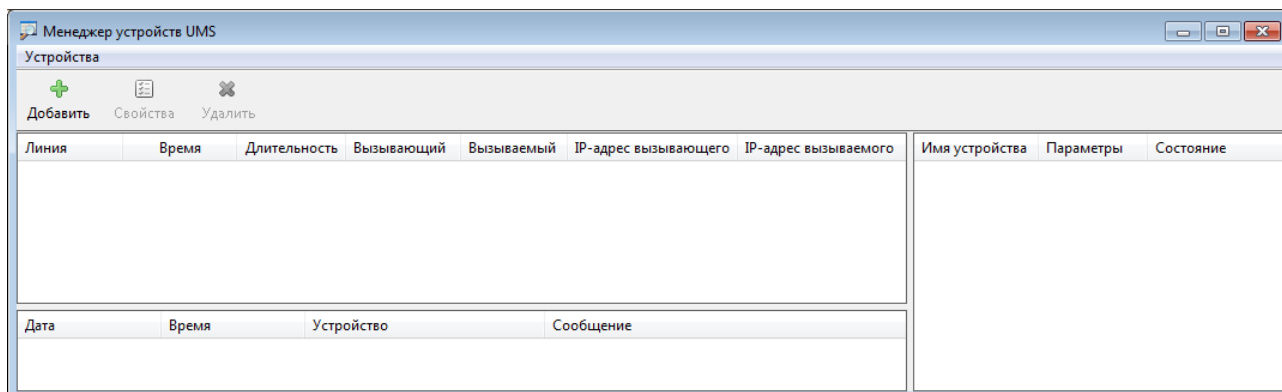 Менеджер устройств UMS
Устройства
Добавить Свойства Удалить
Линия Время Длительность Вызывающий Вызываемый IP-адрес вызывающего IP-адрес вызываемого Имя устройства Параметры Состояние
Дата Время Устройство Сообщение